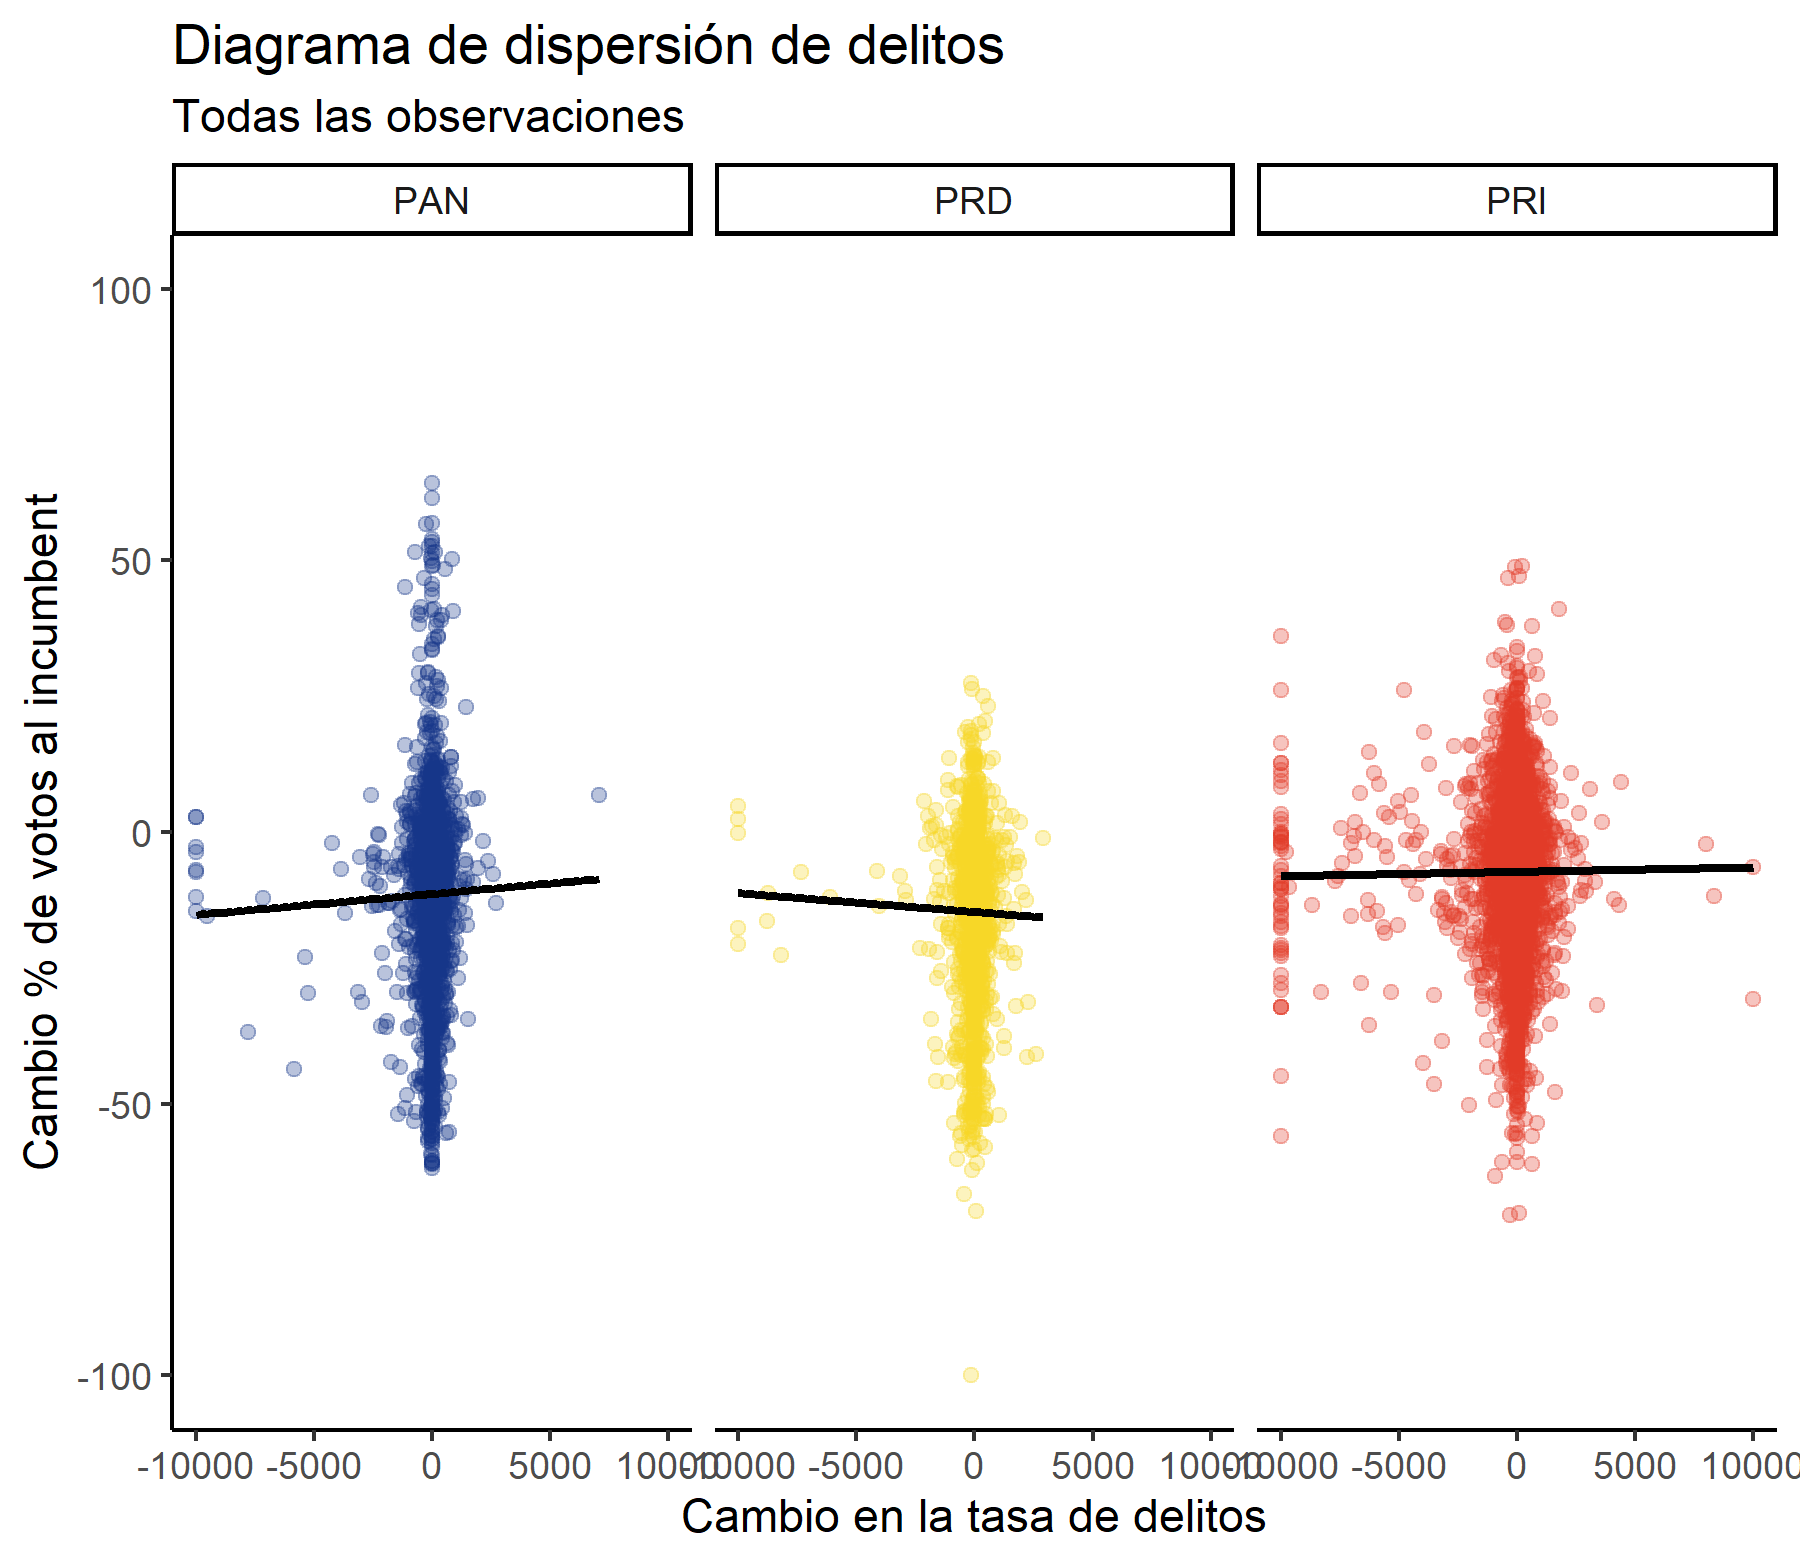 Diagrama de dispersión de delitos
Todas las observaciones
PAN PRD PRI
Cambio % de votos al incumbent
100
50
0
-50
-100
-10000 -5000 0 5000 10000 -10000 -5000 0 5000 10000 -10000 -5000 0 5000 10000
Cambio en la tasa de delitos